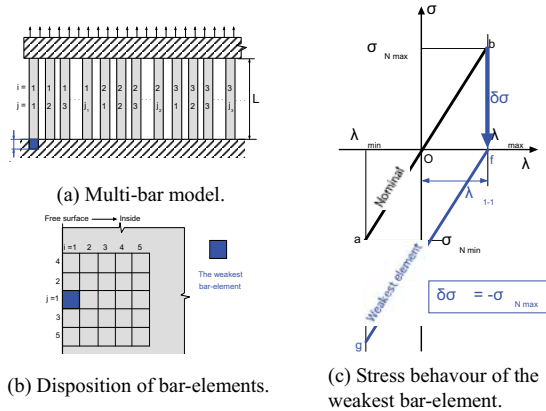 i = 1 1 1 1 2 2 2 3 3 3 3
j = 1 2 3 j₁ 1 2 j₂ 1 2 3 j₃
L
(a) Multi-bar model.
Free surface Inside
i =1 2 3 4 5
4
2
j =1
3
5
The weakest
bar-element
(b) Disposition of bar-elements.
σ
σ N max
b
δσ
λ min
λ max
O
f
λ
λ 1-1
Nominal
a
σ N min
Weakest element
δσ = -σ N max
g
(c) Stress behavour of the
weakest bar-element.